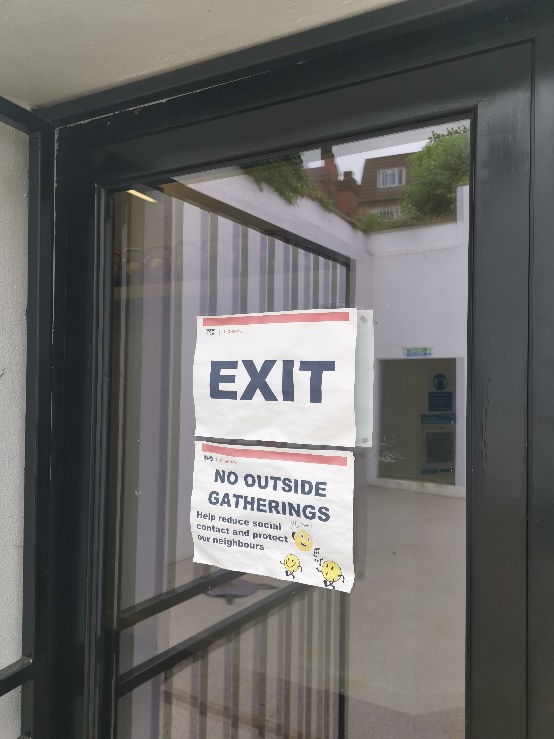 EXIT
NO OUTSIDE
GATHERINGS
Help reduce social
contact and protect
our neighbours